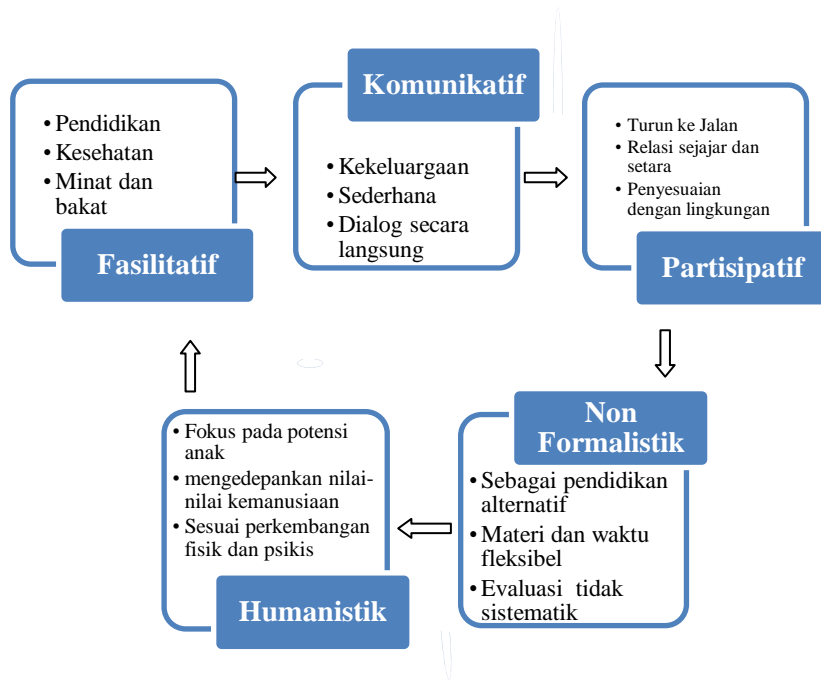 • Pendidikan
• Kesehatan
• Minat dan
bakat
Fasilitatif
Komunikatif
• Kekeluargaan
• Sederhana
• Dialog secara
langsung
• Turun ke Jalan
• Relasi sejajar dan
setara
• Penyesuaian
dengan lingkungan
Partisipatif
Non
Formalistik
• Sebagai pendidikan
alternatif
• Materi dan waktu
fleksibel
• Evaluasi tidak
sistematik
• Fokus pada potensi
anak
• mengedepankan nilai-
nilai kemanusiaan
• Sesuai perkembangan
fisik dan psikis
Humanistik